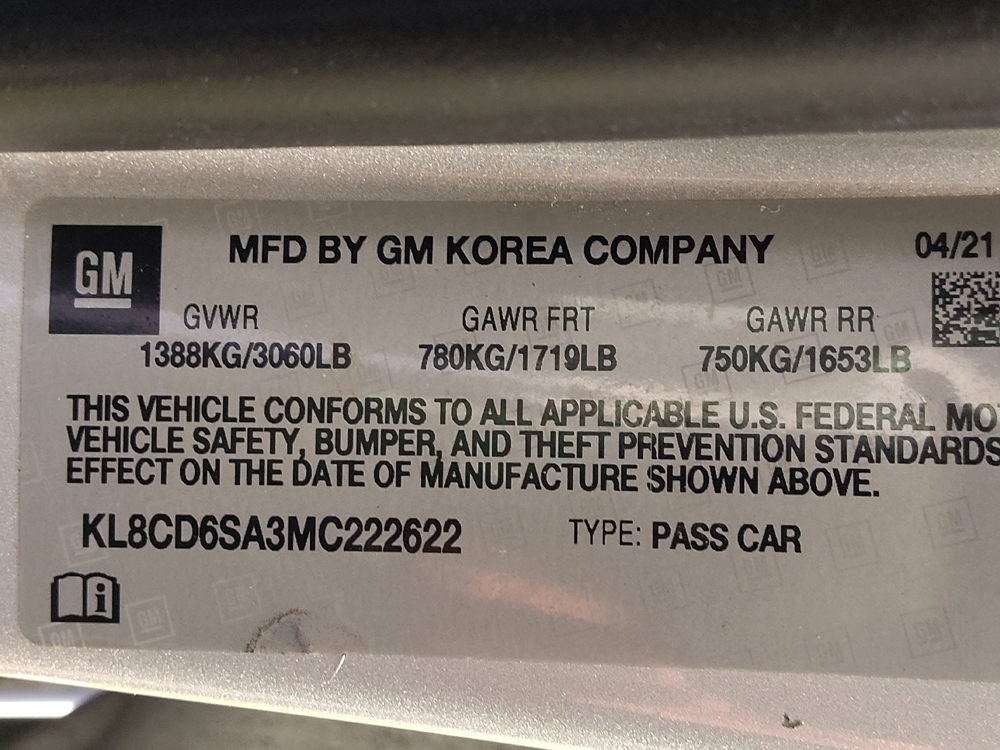 GM
MFD BY GM KOREA COMPANY
04/21
GVWR GAWR FRT GAWR RR
1388KG/3060LB 780KG/1719LB 750KG/1653LB
THIS VEHICLE CONFORMS TO ALL APPLICABLE U.S. FEDERAL MO
VEHICLE SAFETY, BUMPER, AND THEFT PREVENTION STANDARDS
EFFECT ON THE DATE OF MANUFACTURE SHOWN ABOVE.
KL8CD6SA3MC222622 TYPE: PASS CAR
i